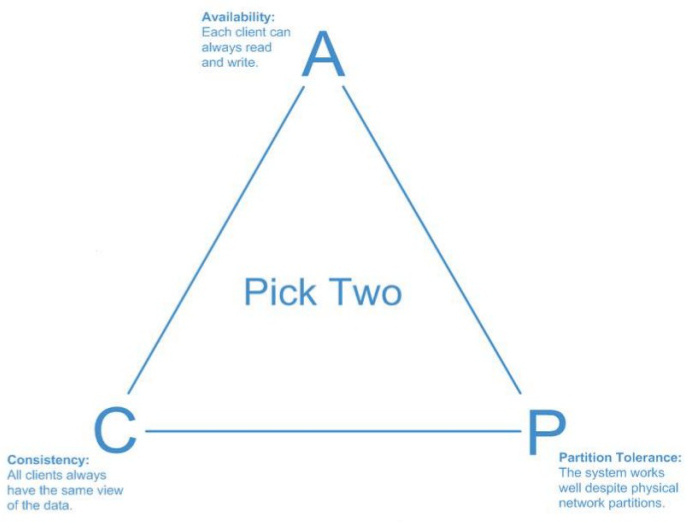 Availability:
Each client can
always read
and write.
A
Pick Two
C
P
Consistency:
All clients always
have the same view
of the data.
Partition Tolerance:
The system works
well despite physical
network partitions.